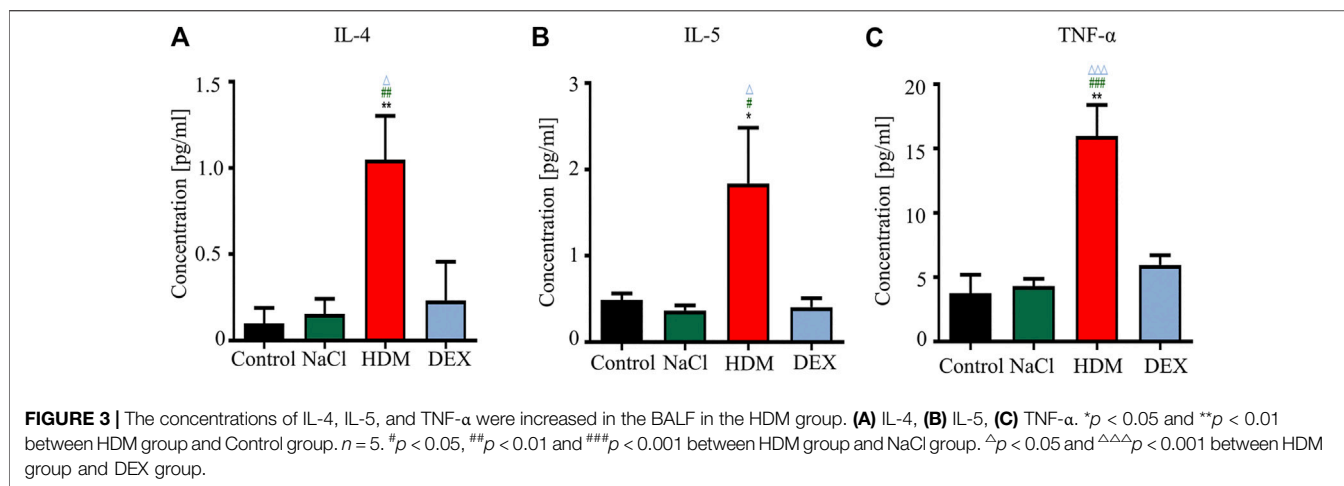 A
IL-4
Concentration [pg/ml]
1.5
1.0
0.5
0
△
##
**
Control NaCl HDM DEX
B
IL-5
Concentration [pg/ml]
3
2
1
0
△
#
*
Control NaCl HDM DEX
C
TNF-α
Concentration [pg/ml]
20
15
10
5
0
△△△
###
**
Control NaCl HDM DEX
FIGURE 3 | The concentrations of IL-4, IL-5, and TNF-α were increased in the BALF in the HDM group. (A) IL-4, (B) IL-5, (C) TNF-α. *p < 0.05 and **p < 0.01
between HDM group and Control group. n = 5. #p < 0.05, ##p < 0.01 and ###p < 0.001 between HDM group and NaCl group. △p < 0.05 and △△△p < 0.001 between HDM
group and DEX group.